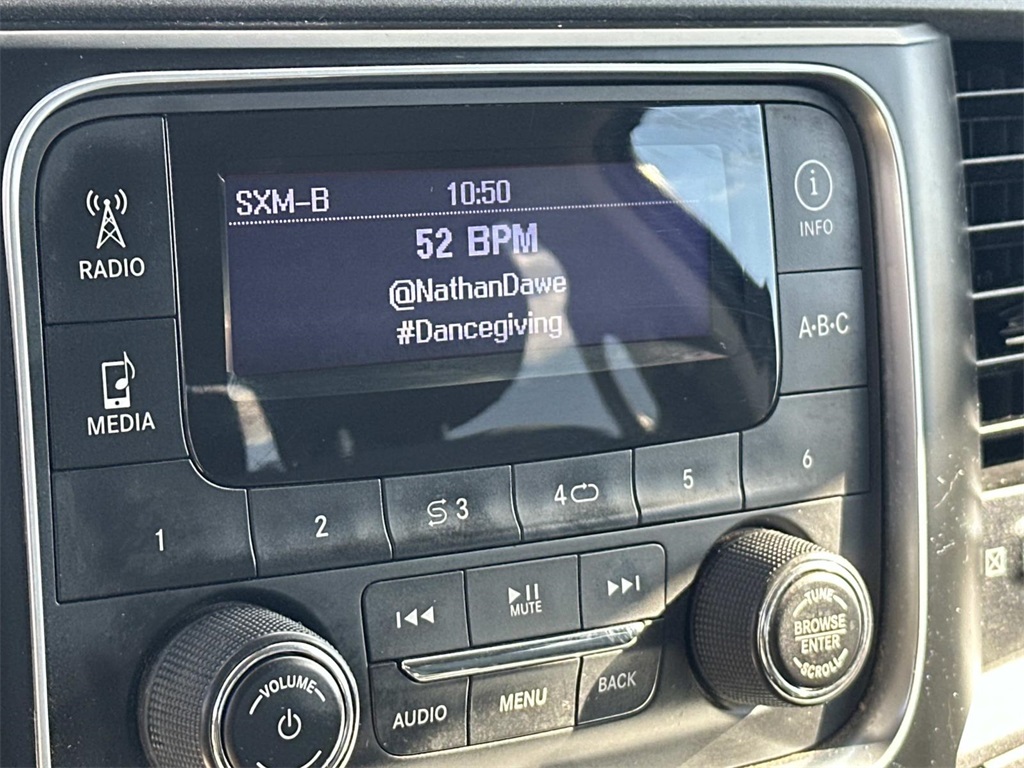 SXM-B 10:50
52 BPM
@NathanDawe
#Dancegiving
RADIO
MEDIA
i
INFO
A·B·C
1
2
3
4
5
6
MUTE
AUDIO
MENU
BACK
VOLUME
TUNE
BROWSE
ENTER
SCROLL